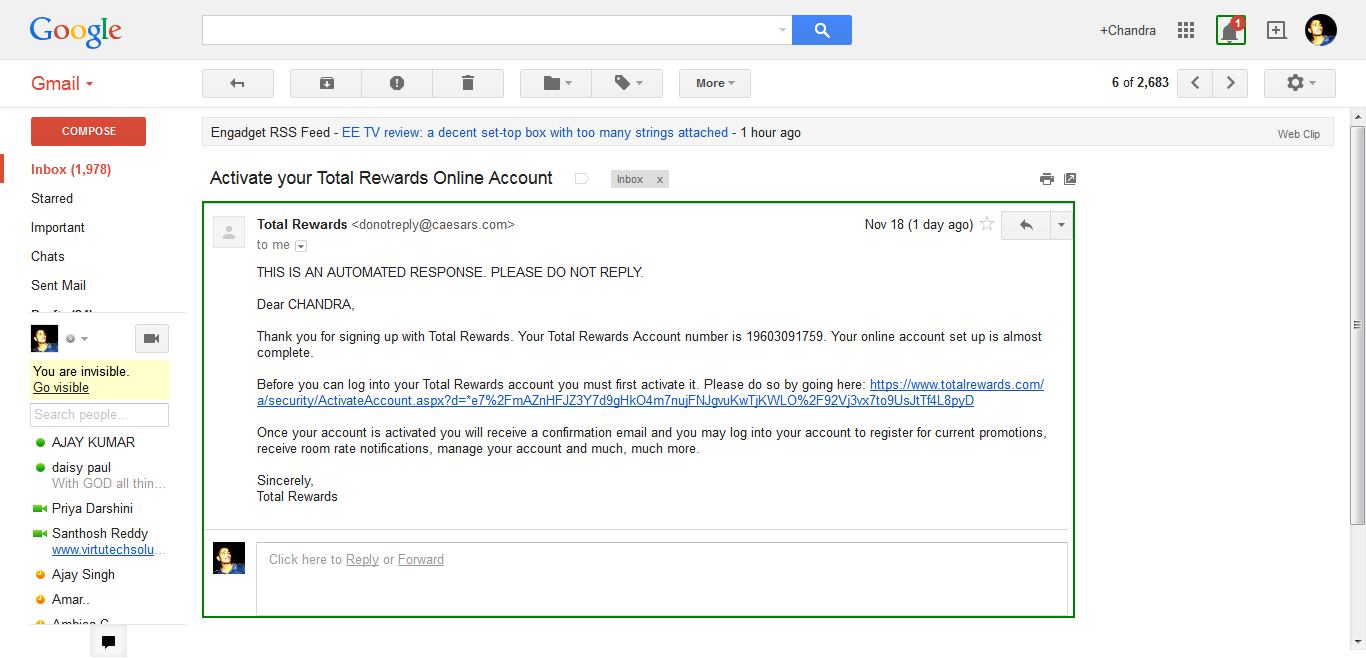 Google
+Chandra
1
Gmail
More
6 of 2,683
COMPOSE
Engadget RSS Feed - EE TV review: a decent set-top box with too many strings attached - 1 hour ago
Web Clip
Inbox (1,978)
Starred
Important
Chats
Sent Mail
You are invisible.
Go visible
Search people...
AJAY KUMAR
daisy paul
With GOD all thin...
Priya Darshini
Santhosh Reddy
www.virtutechsolu...
Ajay Singh
Amar..
Activate your Total Rewards Online Account
Inbox x
Total Rewards <donotreply@caesars.com>
Nov 18 (1 day ago)
to me
THIS IS AN AUTOMATED RESPONSE. PLEASE DO NOT REPLY.
Dear CHANDRA,
Thank you for signing up with Total Rewards. Your Total Rewards Account number is 19603091759. Your online account set up is almost
complete.
Before you can log into your Total Rewards account you must first activate it. Please do so by going here: https://www.totalrewards.com/
a/security/ActivateAccount.aspx?d=*e7%2FmAZnHFJZ3Y7d9gHkO4m7nujFNJgvuKwTjKWLO%2F92Vj3vx7to9UsJtTf4L8pyD
Once your account is activated you will receive a confirmation email and you may log into your account to register for current promotions,
receive room rate notifications, manage your account and much, much more.
Sincerely,
Total Rewards
Click here to Reply or Forward